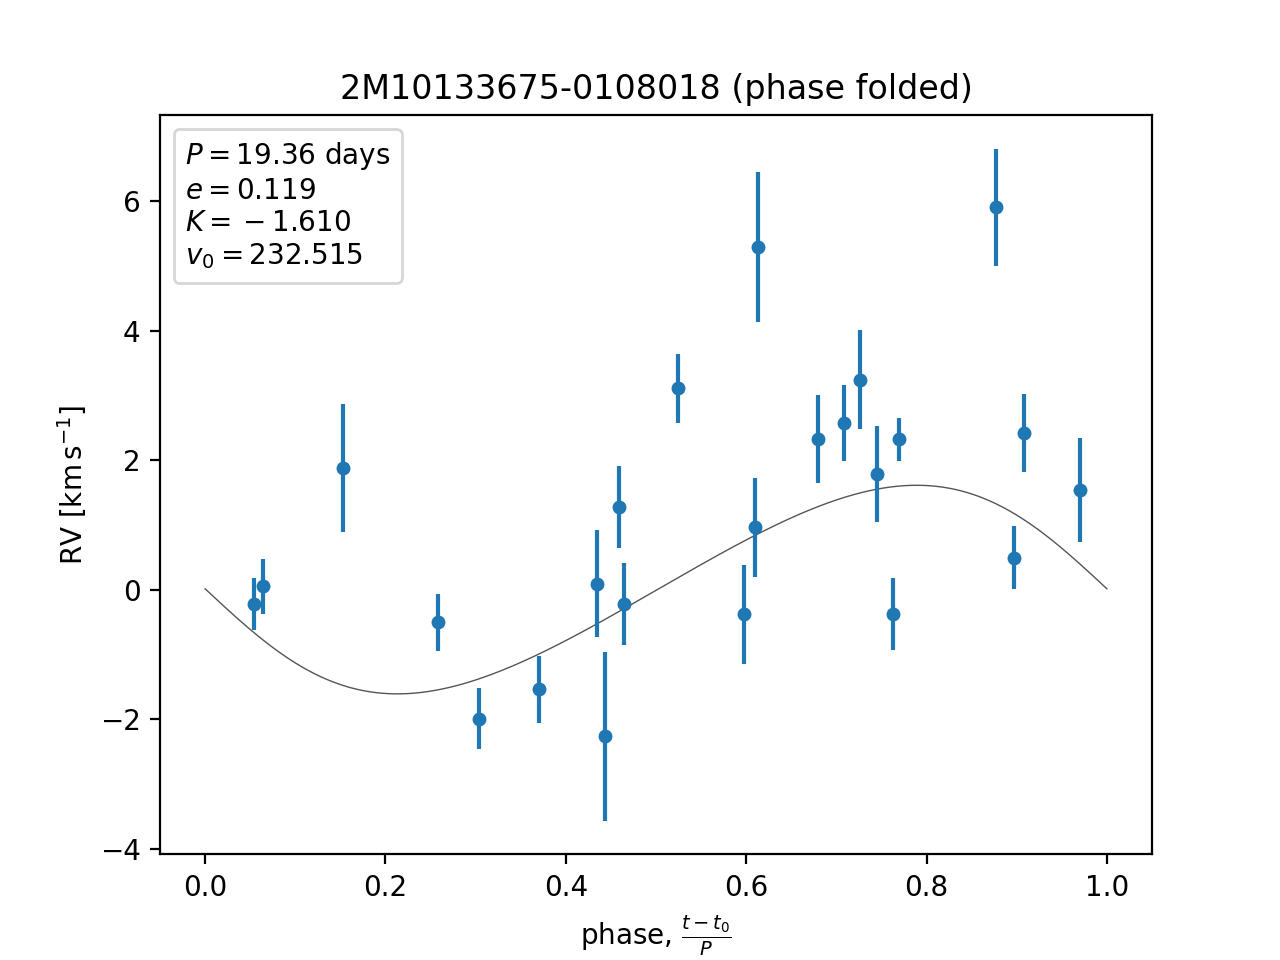 2M10133675-0108018 (phase folded)
P = 19.36 days
e = 0.119
K = −1.610
v₀ = 232.515
6
4
2
0
−2
−4
RV [km s⁻¹]
0.0 0.2 0.4 0.6 0.8 1.0
phase, (t − t₀)/P